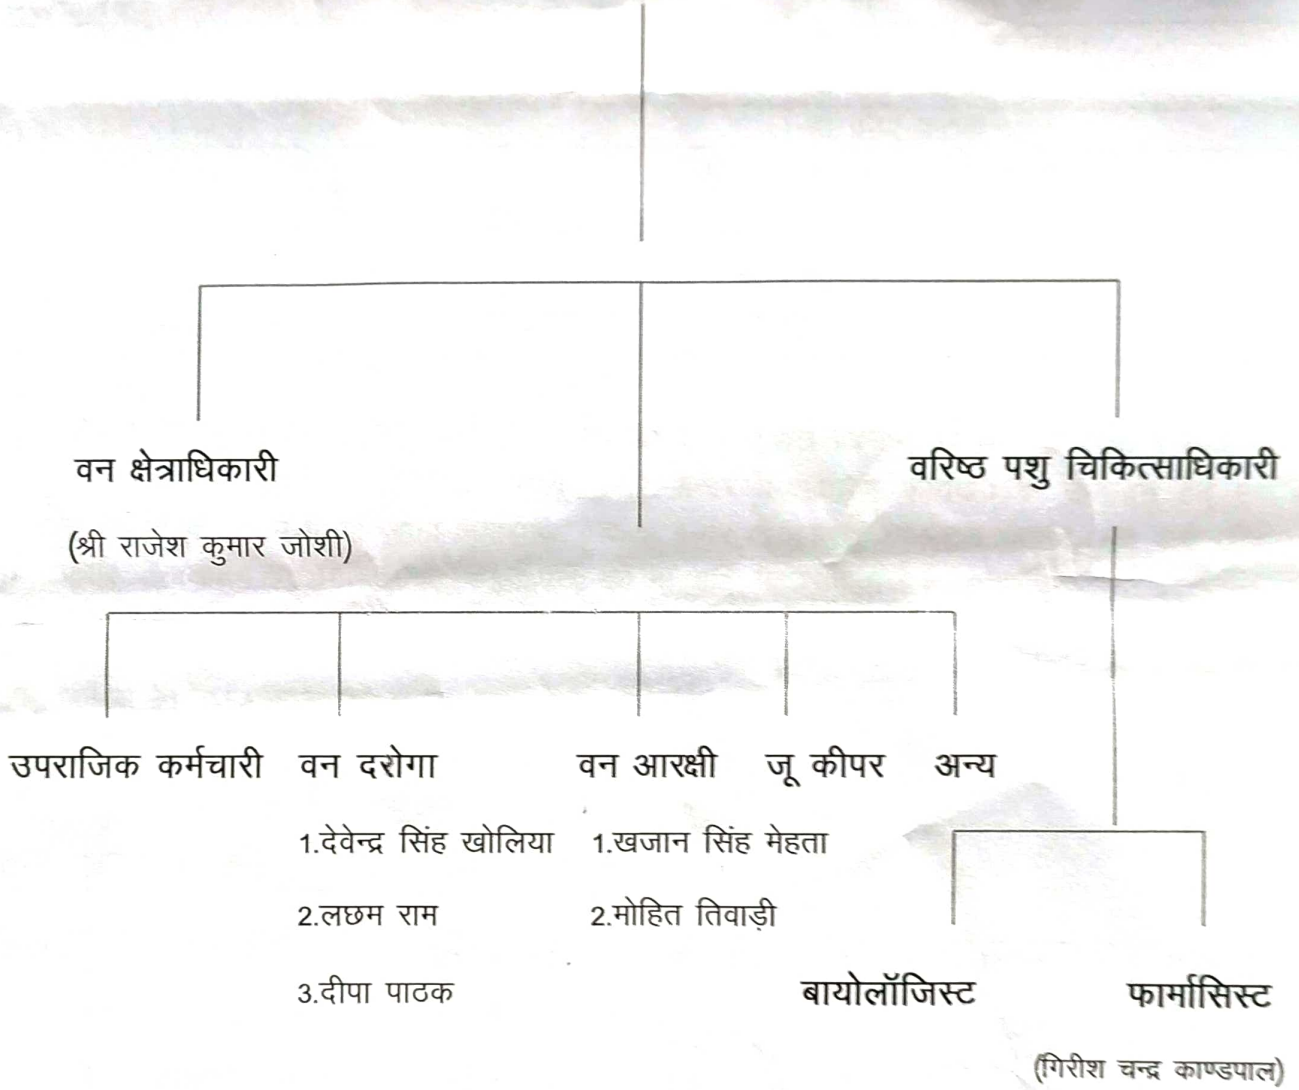 वन क्षेत्राधिकारी
वरिष्ठ पशु चिकित्साधिकारी
(श्री राजेश कुमार जोशी)
उपराजिक कर्मचारी
वन दरोगा
वन आरक्षी
जू कीपर
अन्य
1.देवेन्द्र सिंह खोलिया
1.खजान सिंह मेहता
2.लछम राम
2.मोहित तिवाड़ी
3.दीपा पाठक
बायोलॉजिस्ट
फार्मासिस्ट
(गिरीश चन्द्र काण्डपाल)